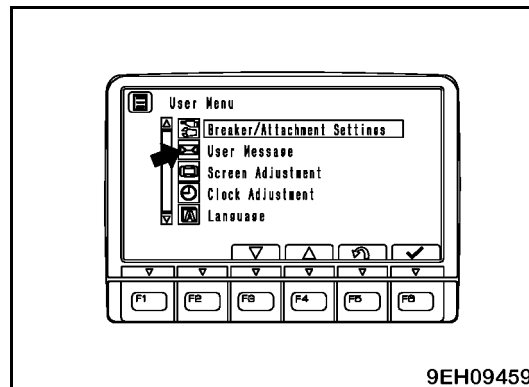 User Menu
Breaker/Attachment Settings
User Message
Screen Adjustment
Clock Adjustment
A Language
F1 F2 F3 F4 F5 F6
9EH09459